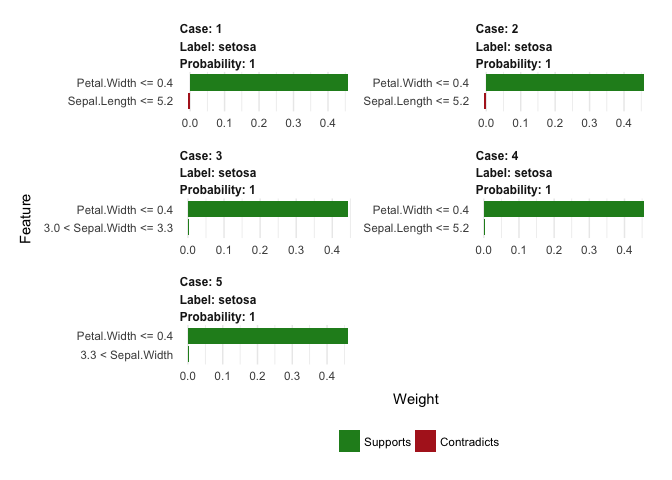 Case: 1
Label: setosa
Probability: 1
Petal.Width <= 0.4
Sepal.Length <= 5.2
0.0 0.1 0.2 0.3 0.4
Case: 2
Label: setosa
Probability: 1
Petal.Width <= 0.4
Sepal.Length <= 5.2
0.0 0.1 0.2 0.3 0.4
Case: 3
Label: setosa
Probability: 1
Petal.Width <= 0.4
3.0 < Sepal.Width <= 3.3
0.0 0.1 0.2 0.3 0.4
Case: 4
Label: setosa
Probability: 1
Petal.Width <= 0.4
Sepal.Length <= 5.2
0.0 0.1 0.2 0.3 0.4
Case: 5
Label: setosa
Probability: 1
Petal.Width <= 0.4
3.3 < Sepal.Width
0.0 0.1 0.2 0.3 0.4
Feature
Weight
Supports Contradicts